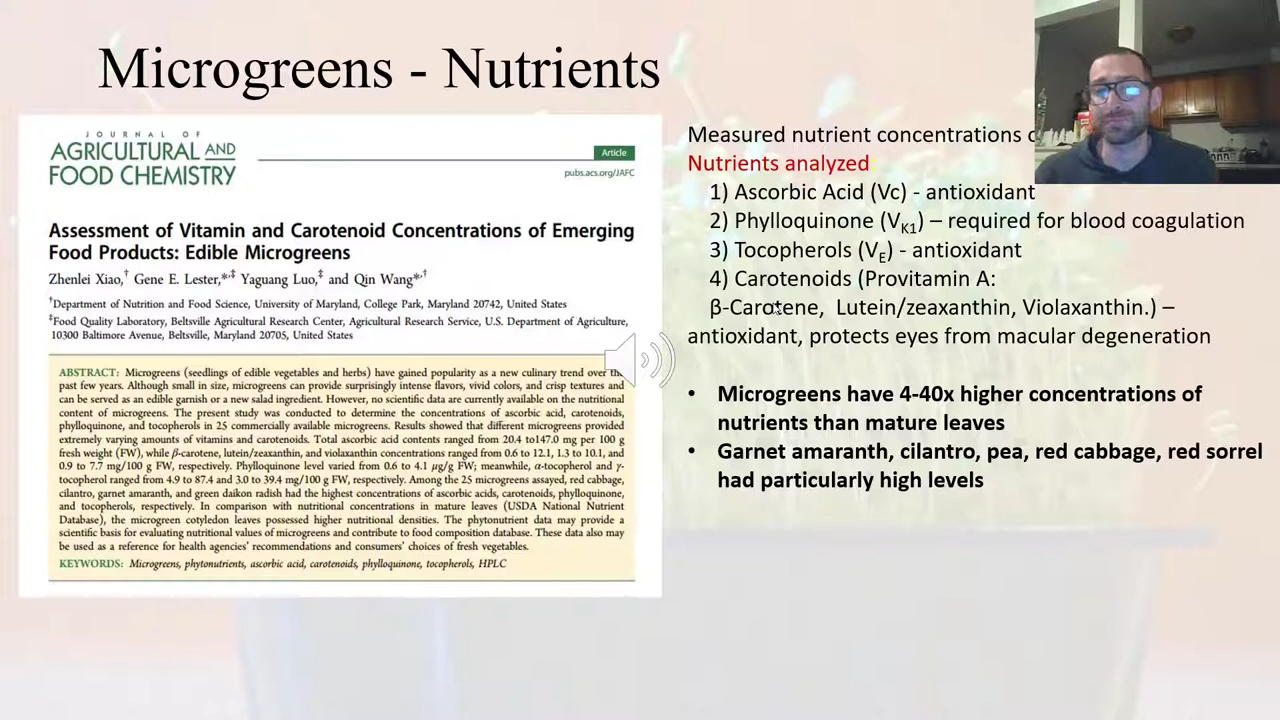 Microgreens - Nutrients
JOURNAL OF
AGRICULTURAL AND
FOOD CHEMISTRY
Article
pubs.acs.org/JAFC
Assessment of Vitamin and Carotenoid Concentrations of Emerging
Food Products: Edible Microgreens
Zhenlei Xiao,† Gene E. Lester,*,‡ Yaguang Luo,‡ and Qin Wang*,†
†Department of Nutrition and Food Science, University of Maryland, College Park, Maryland 20742, United States
‡Food Quality Laboratory, Beltsville Agricultural Research Center, Agricultural Research Service, U.S. Department of Agriculture,
10300 Baltimore Avenue, Beltsville, Maryland 20705, United States
ABSTRACT: Microgreens (seedlings of edible vegetables and herbs) have gained popularity as a new culinary trend over the
past few years. Although small in size, microgreens can provide surprisingly intense flavors, vivid colors, and crisp textures and
can be served as an edible garnish or a new salad ingredient. However, no scientific data are currently available on the nutritional
content of microgreens. The present study was conducted to determine the concentrations of ascorbic acid, carotenoids,
phylloquinone, and tocopherols in 25 commercially available microgreens. Results showed that different microgreens provided
extremely varying amounts of vitamins and carotenoids. Total ascorbic acid contents ranged from 20.4 to147.0 mg per 100 g
fresh weight (FW), while β-carotene, lutein/zeaxanthin, and violaxanthin concentrations ranged from 0.6 to 12.1, 1.3 to 10.1, and
0.9 to 7.7 mg/100 g FW, respectively. Phylloquinone level varied from 0.6 to 4.1 μg/g FW; meanwhile, α-tocopherol and γ-
tocopherol ranged from 4.9 to 87.4 and 3.0 to 39.4 mg/100 g FW, respectively. Among the 25 microgreens assayed, red cabbage,
cilantro, garnet amaranth, and green daikon radish had the highest concentrations of ascorbic acids, carotenoids, phylloquinone,
and tocopherols, respectively. In comparison with nutritional concentrations in mature leaves (USDA National Nutrient
Database), the microgreen cotyledon leaves possessed higher nutritional densities. The phytonutrient data may provide a
scientific basis for evaluating nutritional values of microgreens and contribute to food composition database. These data also may
be used as a reference for health agencies' recommendations and consumers' choices of fresh vegetables.
KEYWORDS: Microgreens, phytonutrients, ascorbic acid, carotenoids, phylloquinone, tocopherols, HPLC
Measured nutrient concentrations
Nutrients analyzed:
1) Ascorbic Acid (Vc) - antioxidant
2) Phylloquinone (VK1) – required for blood coagulation
3) Tocopherols (VE) - antioxidant
4) Carotenoids (Provitamin A:
β-Carotene, Lutein/zeaxanthin, Violaxanthin.) –
antioxidant, protects eyes from macular degeneration
• Microgreens have 4-40x higher concentrations of
nutrients than mature leaves
• Garnet amaranth, cilantro, pea, red cabbage, red sorrel
had particularly high levels